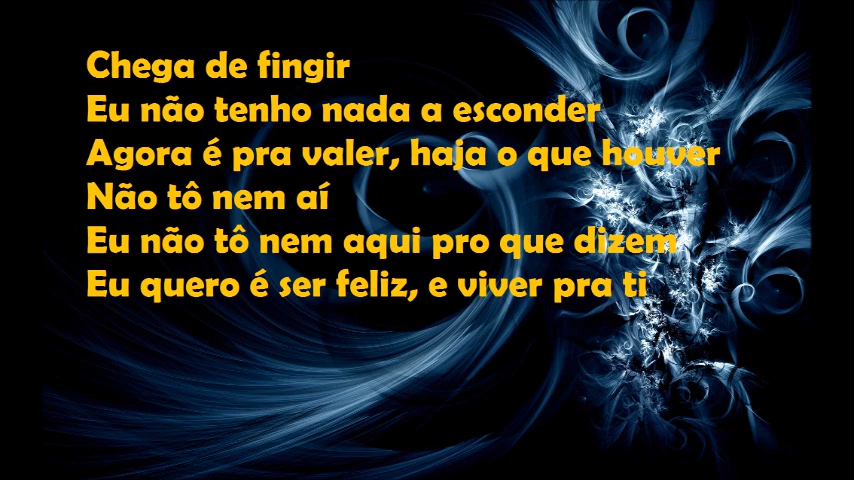 Chega de fingir
Eu não tenho nada a esconder
Agora é pra valer, haja o que houver
Não tô nem aí
Eu não tô nem aqui pro que dizem
Eu quero é ser feliz, e viver pra ti